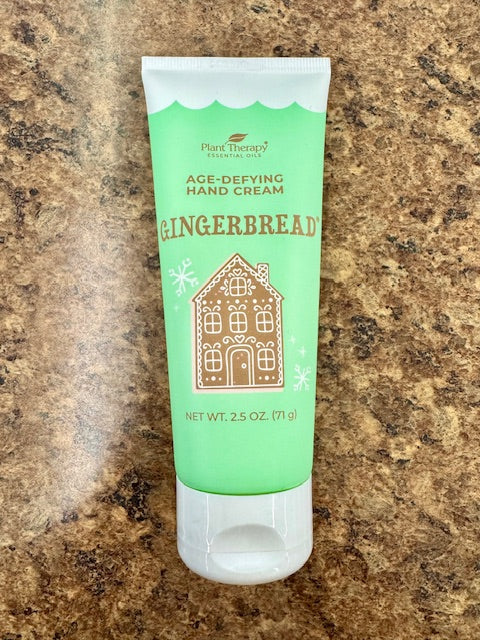 Plant Therapy
ESSENTIAL OILS
AGE-DEFYING
HAND CREAM
GINGERBREAD
NET WT. 2.5 OZ. (71 g)